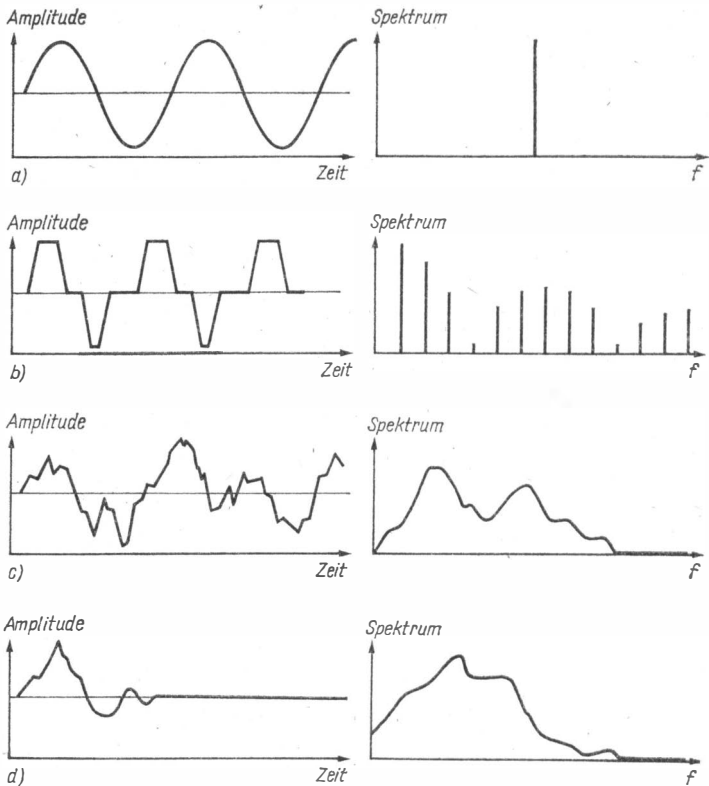 Amplitude
Spektrum
a)
Zeit
f
Amplitude
Spektrum
b)
Zeit
f
Amplitude
Spektrum
c)
Zeit
f
Amplitude
Spektrum
d)
Zeit
f